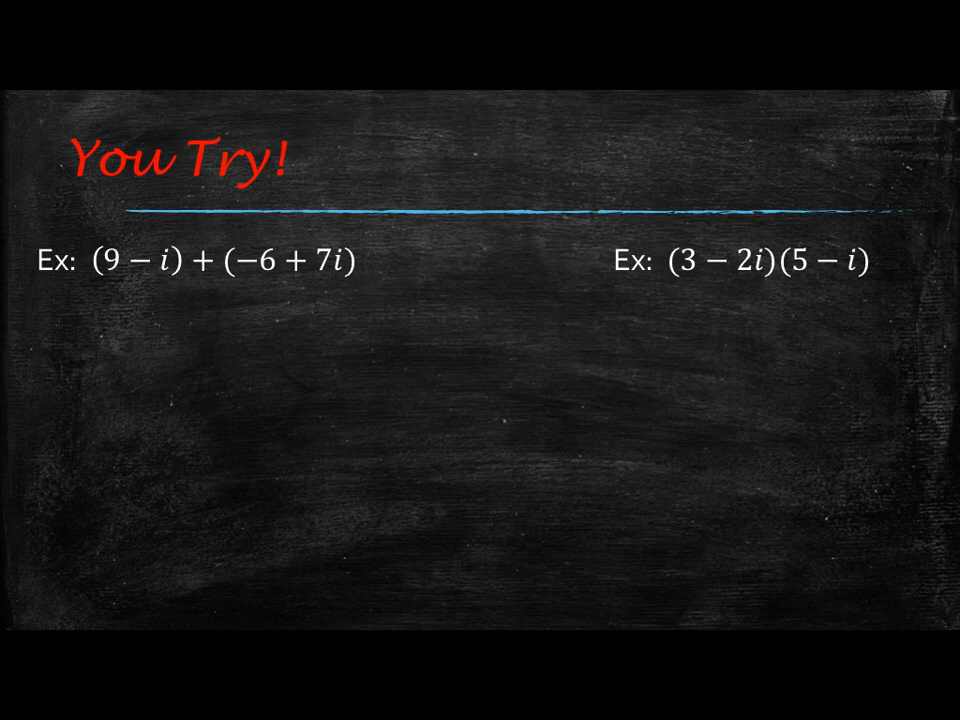 You Try!
Ex: (9 − 𝑖) + (−6 + 7𝑖)
Ex: (3 − 2𝑖)(5 − 𝑖)